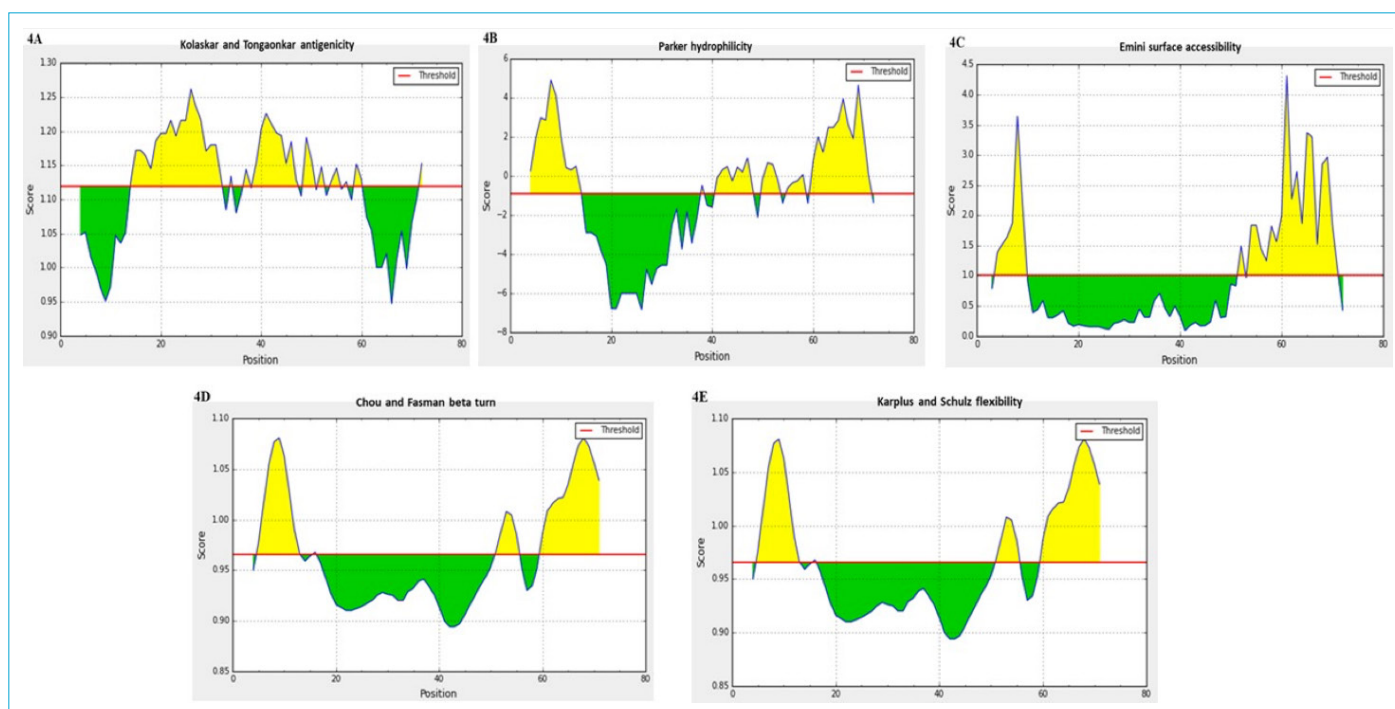 4A
Kolaskar and Tongaonkar antigenicity
1.30
1.25
1.20
1.15
1.10
1.05
1.00
0.95
0.90
Score
Threshold
0
20
40
60
80
Position
4B
Parker hydrophilicity
6
4
2
0
−2
−4
−6
−8
Score
Threshold
0
20
40
60
80
Position
4C
Emini surface accessibility
4.5
4.0
3.5
3.0
2.5
2.0
1.5
1.0
0.5
0.0
Score
Threshold
0
20
40
60
80
Position
4D
Chou and Fasman beta turn
1.10
1.05
1.00
0.95
0.90
0.85
Score
Threshold
0
20
40
60
80
Position
4E
Karplus and Schulz flexibility
1.10
1.05
1.00
0.95
0.90
0.85
Score
Threshold
0
20
40
60
80
Position